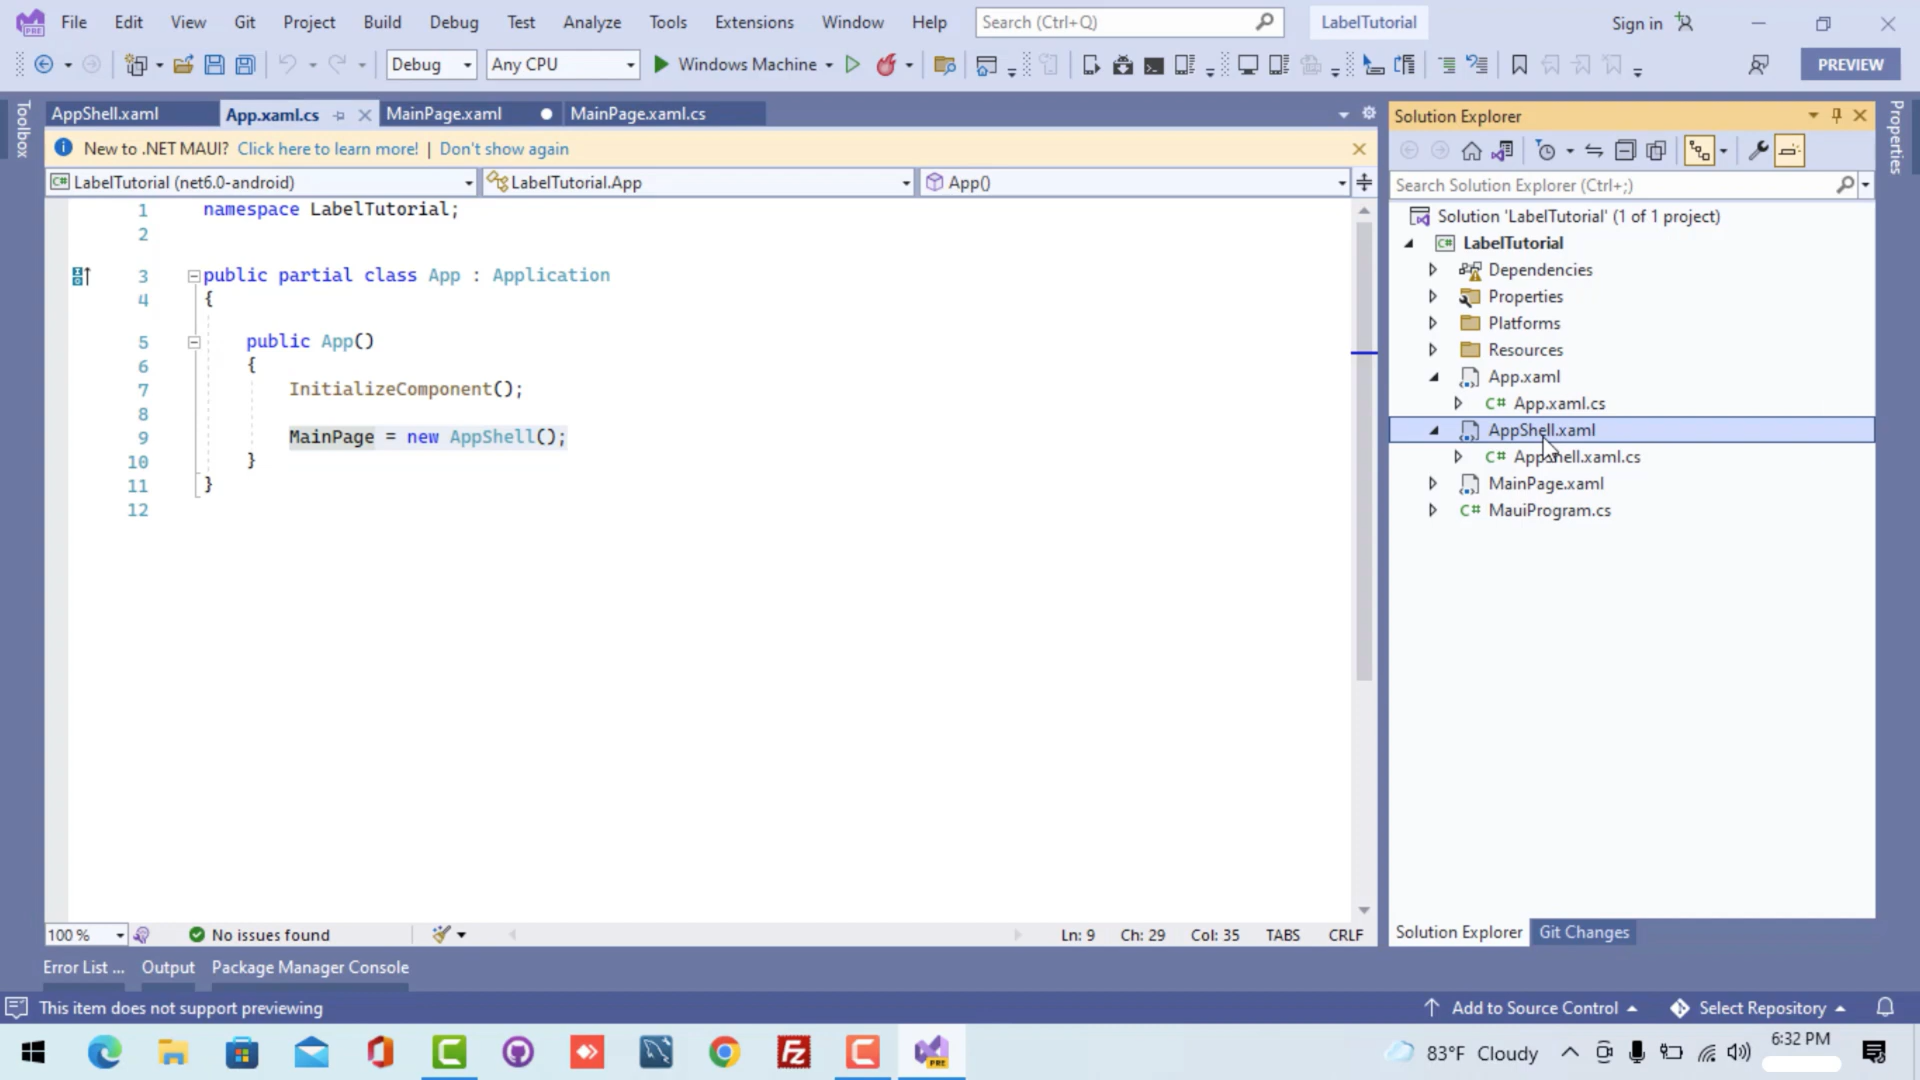 File Edit View Git Project Build Debug Test Analyze Tools Extensions Window Help Search (Ctrl+Q) LabelTutorial Sign in
PRE
Debug Any CPU Windows Machine PREVIEW
Toolbox
AppShell.xaml App.xaml.cs MainPage.xaml MainPage.xaml.cs
New to .NET MAUI? Click here to learn more! | Don't show again
C# LabelTutorial (net6.0-android) LabelTutorial.App App()
1 namespace LabelTutorial;
2
3 public partial class App : Application
4 {
5 public App()
6 {
7 InitializeComponent();
8
9 MainPage = new AppShell();
10 }
11 }
12
100 % No issues found Ln: 9 Ch: 29 Col: 35 TABS CRLF
Solution Explorer
Search Solution Explorer (Ctrl+;)
Solution 'LabelTutorial' (1 of 1 project)
C# LabelTutorial
Dependencies
Properties
Platforms
Resources
App.xaml
C# App.xaml.cs
AppShell.xaml
C# AppShell.xaml.cs
MainPage.xaml
C# MauiProgram.cs
Solution Explorer Git Changes
Properties
Error List ... Output Package Manager Console
This item does not support previewing Add to Source Control Select Repository
Fz PRE 83°F Cloudy 6:32 PM